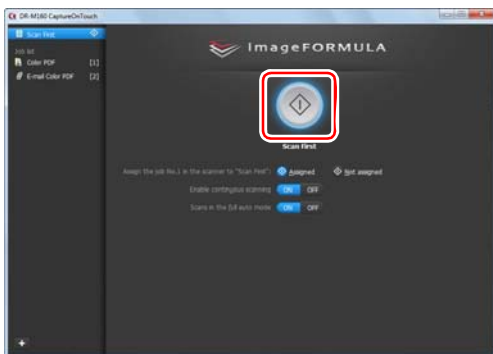 DR-M160 CaptureOnTouch
Scan First
Job list
Color PDF [1]
E-mail Color PDF [2]
imageFORMULA
Scan First
Assign the job No.1 in the scanner to "Scan First": Assigned Not assigned
Enable continuous scanning ON OFF
Scans in the full auto mode ON OFF